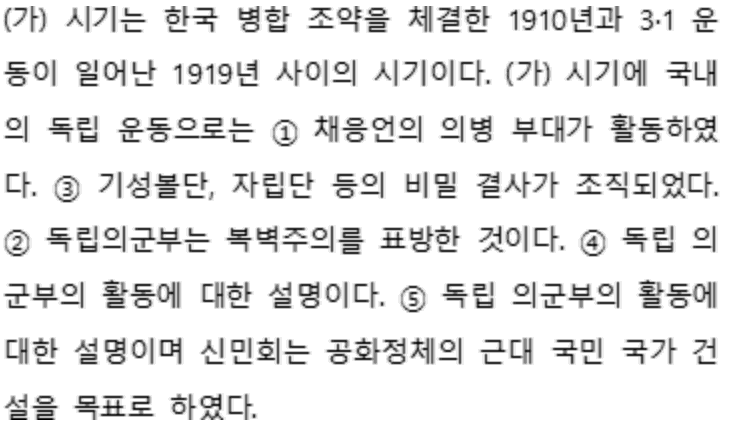 (가) 시기는 한국 병합 조약을 체결한 1910년과 3·1 운
동이 일어난 1919년 사이의 시기이다. (가) 시기에 국내
의 독립 운동으로는 ① 채응언의 의병 부대가 활동하였
다. ③ 기성볼단, 자립단 등의 비밀 결사가 조직되었다.
② 독립의군부는 복벽주의를 표방한 것이다. ④ 독립 의
군부의 활동에 대한 설명이다. ⑤ 독립 의군부의 활동에
대한 설명이며 신민회는 공화정체의 근대 국민 국가 건
설을 목표로 하였다.